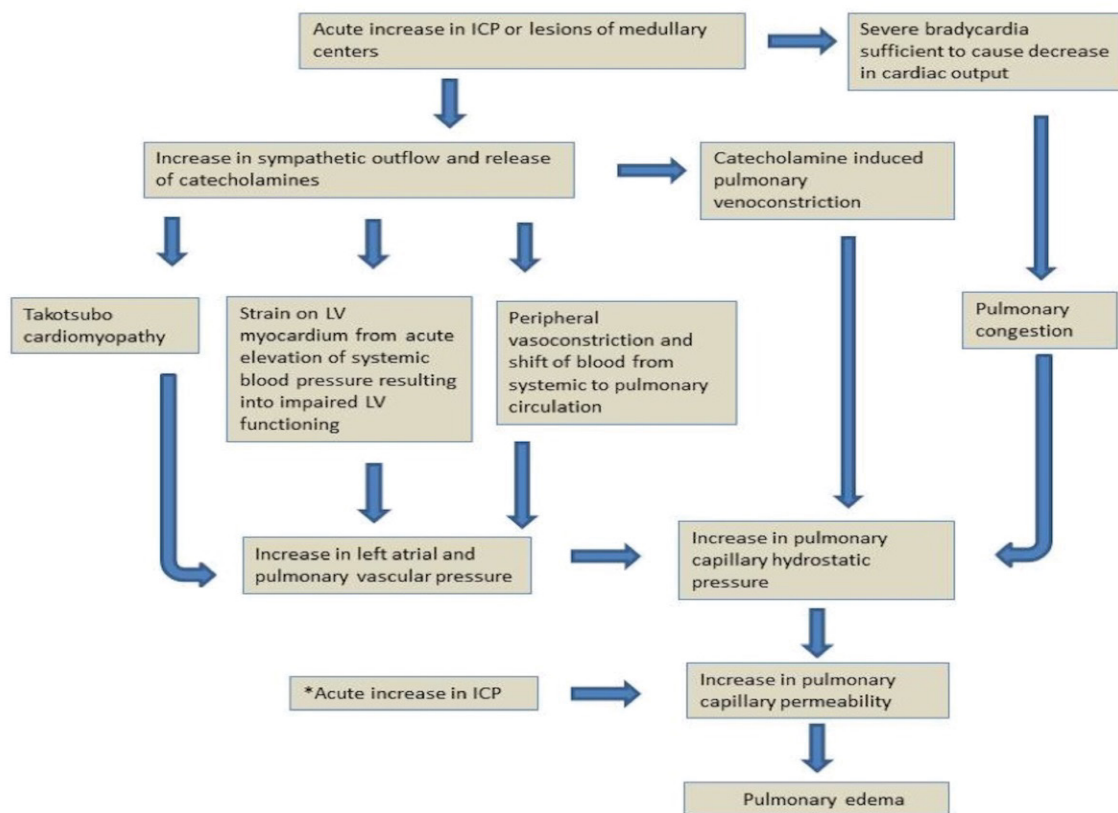 Acute increase in ICP or lesions of medullary
centers
Severe bradycardia
sufficient to cause decrease
in cardiac output
Increase in sympathetic outflow and release
of catecholamines
Catecholamine induced
pulmonary
venoconstriction
Takotsubo
cardiomyopathy
Strain on LV
myocardium from acute
elevation of systemic
blood pressure resulting
into impaired LV
functioning
Peripheral
vasoconstriction and
shift of blood from
systemic to pulmonary
circulation
Pulmonary
congestion
Increase in left atrial and
pulmonary vascular pressure
Increase in pulmonary
capillary hydrostatic
pressure
*Acute increase in ICP
Increase in pulmonary
capillary permeability
Pulmonary edema